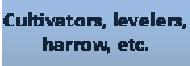 Cultivators, levelers,
harrow, etc.